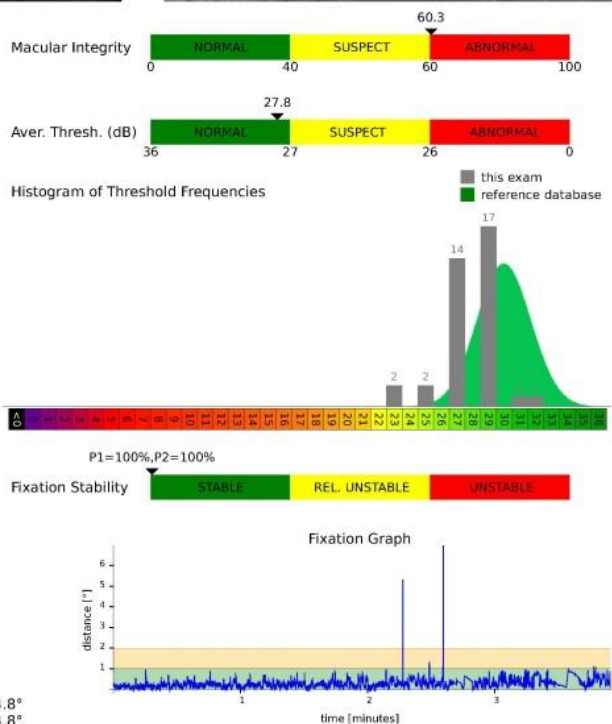 60.3
Macular Integrity NORMAL SUSPECT ABNORMAL
0 40 60 100
27.8
Aver. Thresh. (dB) NORMAL SUSPECT ABNORMAL
36 27 26 0
Histogram of Threshold Frequencies
this exam
reference database
17
14
2 2
<0 0 1 2 3 4 5 6 7 8 9 10 11 12 13 14 15 16 17 18 19 20 21 22 23 24 25 26 27 28 29 30 31 32 33 34 35 36
P1=100%,P2=100%
Fixation Stability STABLE REL. UNSTABLE UNSTABLE
Fixation Graph
distance [°]
6
5
4
3
2
1
1 2 3
time [minutes]
.8°
.8°